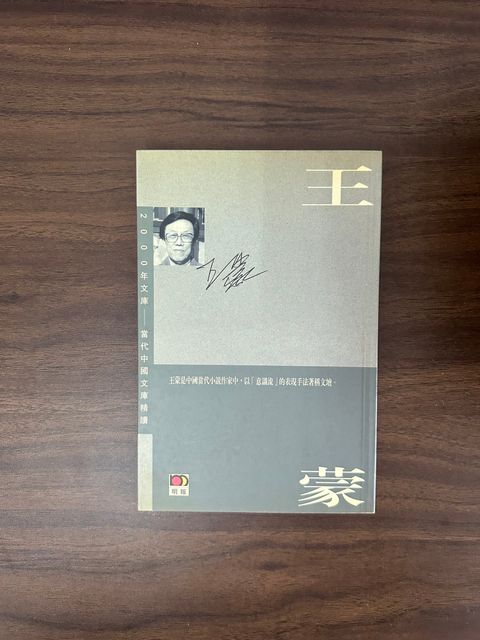 王
蒙
2000年文庫——當代中國文庫精讀
王蒙
王蒙是中國當代小說作家中，以「意識流」的表現手法著稱文壇。
明報